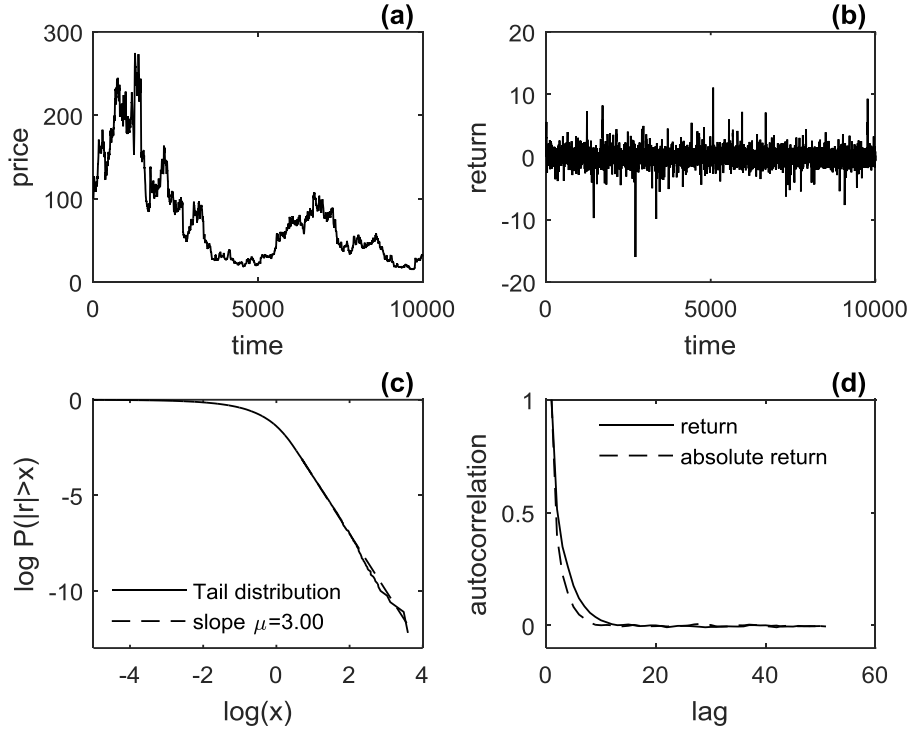 (a)
300
200
100
0
price
0
5000
10000
time
(b)
20
10
0
-10
-20
return
0
5000
10000
time
(c)
0
-5
-10
log P(|r|>x)
Tail distribution
slope μ=3.00
-4
-2
0
2
4
log(x)
(d)
1
0.5
0
autocorrelation
return
absolute return
0
20
40
60
lag